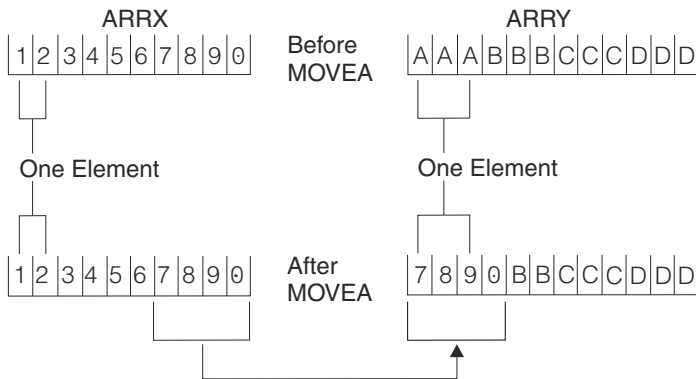 ARRX ARRY
1 2 3 4 5 6 7 8 9 0 Before MOVEA A A A B B B C C C D D D
One Element One Element
1 2 3 4 5 6 7 8 9 0 After MOVEA 7 8 9 0 B B C C C D D D